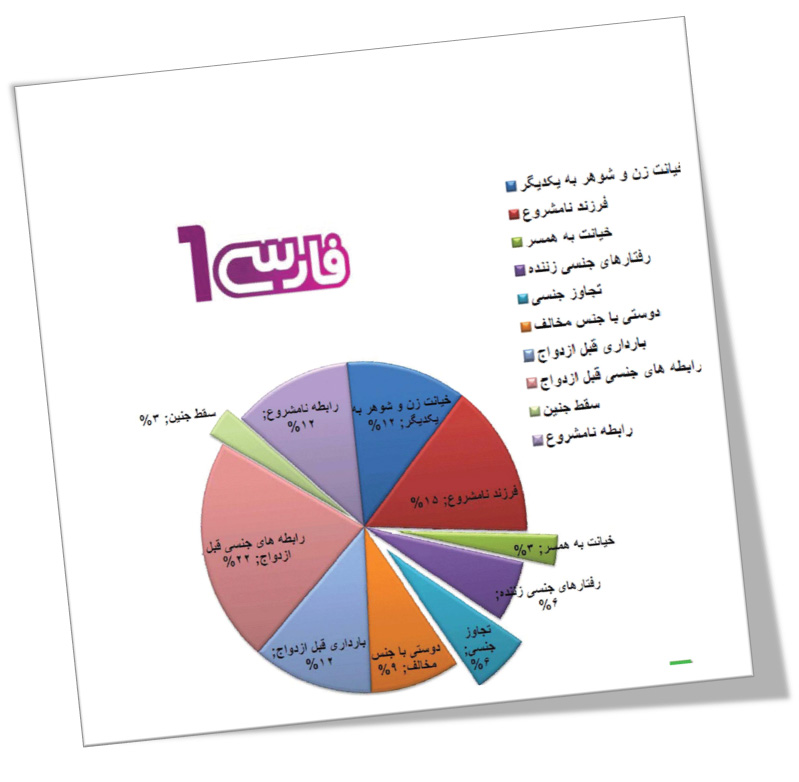 فارسی1
خیانت زن و شوهر به یکدیگر
فرزند نامشروع
خیانت به همسر
رفتارهای جنسی زننده
تجاوز جنسی
دوستی با جنس مخالف
بارداری قبل ازدواج
رابطه های جنسی قبل ازدواج
سقط جنین
رابطه نامشروع
خیانت زن و شوهر به
یکدیگر; ۱۲%
فرزند نامشروع; ۱۵%
خیانت به همسر; ۳%
رفتارهای جنسی زننده;
۶%
تجاوز
جنسی;
۶%
دوستی با جنس
مخالف; ۹%
بارداری قبل ازدواج;
۱۲%
رابطه های جنسی قبل
ازدواج; ۲۲%
سقط جنین; ۳%
رابطه نامشروع;
۱۲%